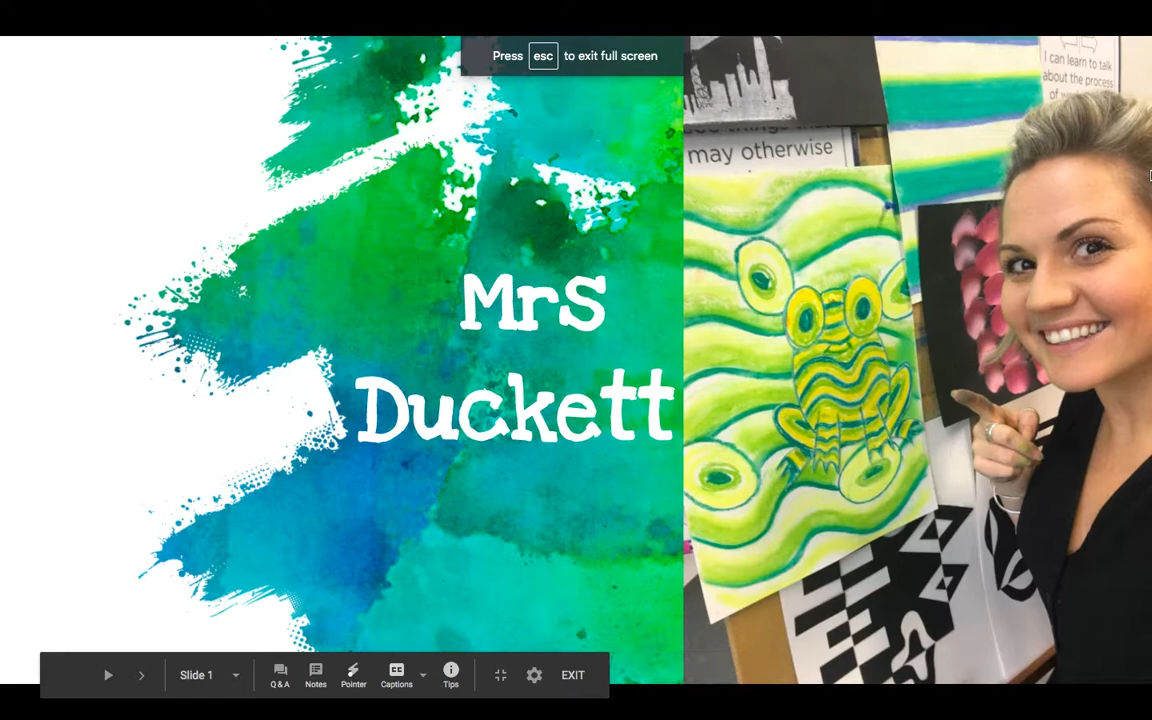 Press esc to exit full screen
I can learn to talk
about the process
may otherwise
Mrs
Duckett
Slide 1
Q & A
Notes
Pointer
CC
Captions
Tips
EXIT